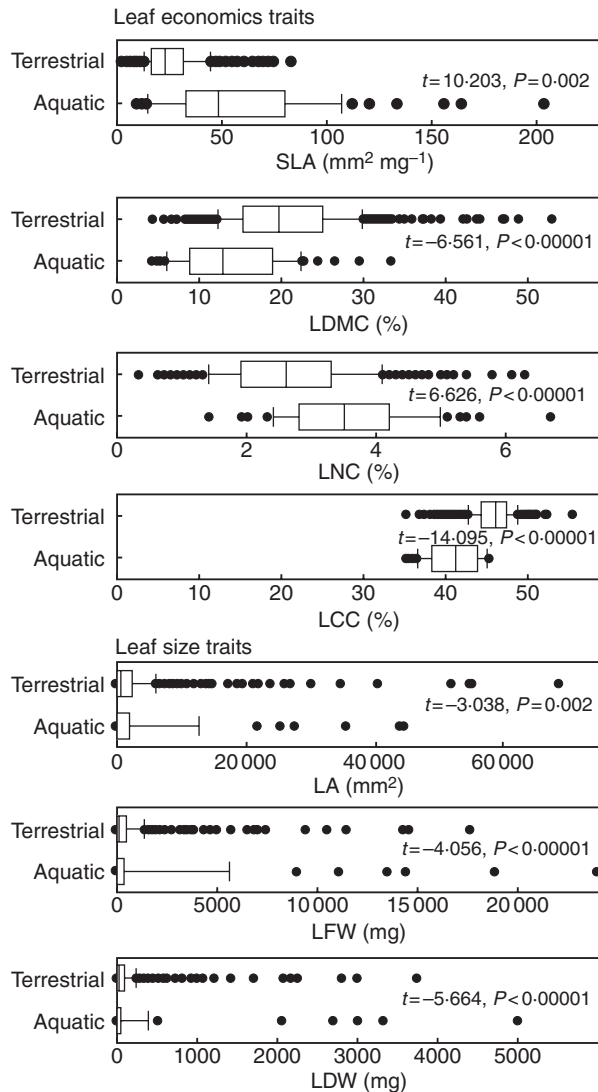 Leaf economics traits
Terrestrial
t=10·203, P=0·002
Aquatic
0 50 100 150 200
SLA (mm² mg⁻¹)
Terrestrial
t=−6·561, P<0·00001
Aquatic
0 10 20 30 40 50
LDMC (%)
Terrestrial
t=6·626, P<0·00001
Aquatic
2 4 6
LNC (%)
Terrestrial
t=−14·095, P<0·00001
Aquatic
0 10 20 30 40 50
LCC (%)
Leaf size traits
Terrestrial
t=−3·038, P=0·002
Aquatic
0 20 000 40 000 60 000
LA (mm²)
Terrestrial
t=−4·056, P<0·00001
Aquatic
0 5000 10 000 15 000 20 000
LFW (mg)
Terrestrial
t=−5·664, P<0·00001
Aquatic
0 1000 2000 3000 4000 5000
LDW (mg)